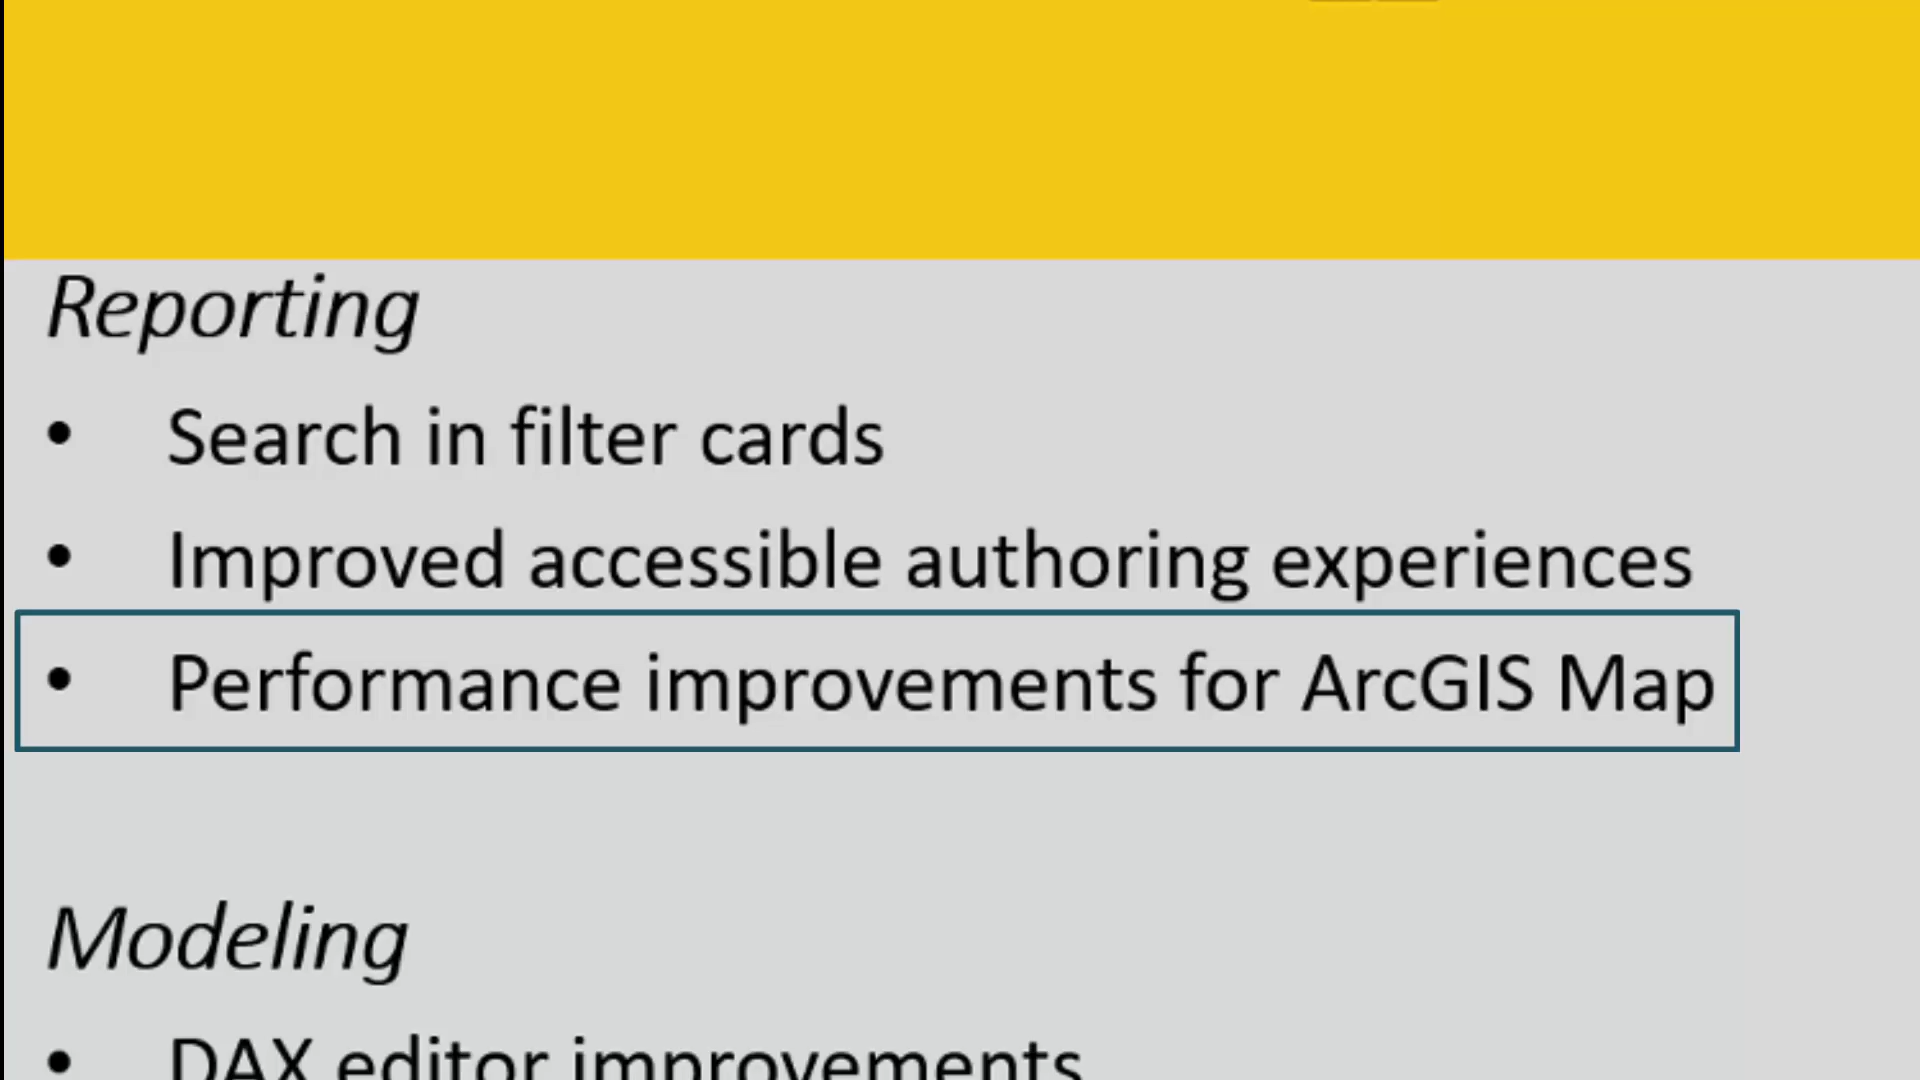 Reporting
• Search in filter cards
• Improved accessible authoring experiences
• Performance improvements for ArcGIS Map
Modeling
• DAX editor improvements